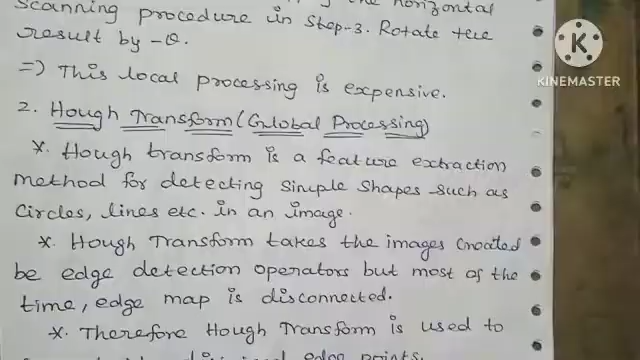 scanning procedure in Step-3. Rotate the
result by -θ.
=) This local processing is expensive.
2. Hough Transform (Global Processing)
*. Hough transform is a feature extraction
method for detecting simple shapes such as
circles, lines etc. in an image.
*. Hough Transform takes the images created
be edge detection operators but most of the
time, edge map is disconnected.
*. Therefore Hough Transform is used to
edge points.
KINEMASTER